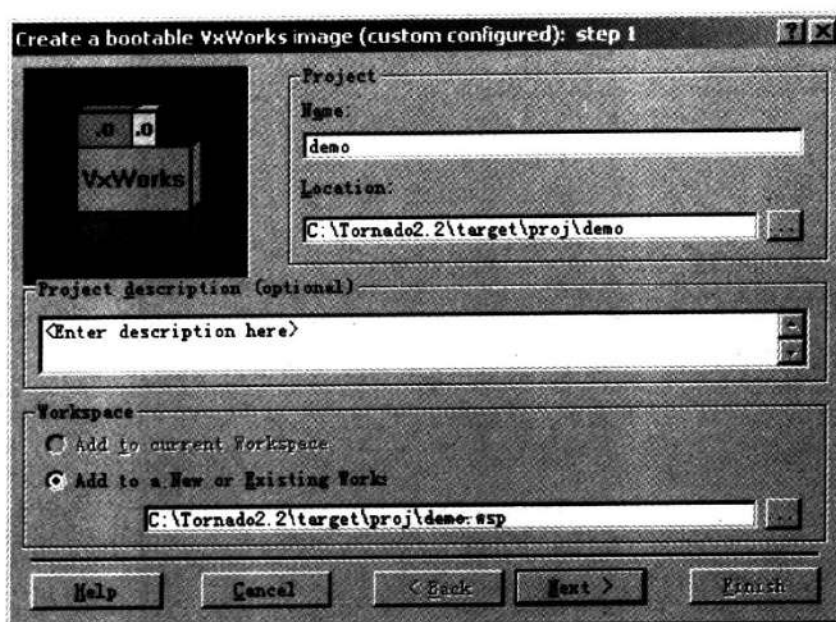 Create a bootable VxWorks image (custom configured): step 1
.o .o
VxWorks
Project
Name:
demo
Location:
C:\Tornado2.2\target\proj\demo
..
Project description (optional)
<Enter description here>
Workspace
Add to current Workspace
Add to a New or Existing Works
C:\Tornado2.2\target\proj\demo.wsp
..
Help
Cancel
< Back
Next >
Finish